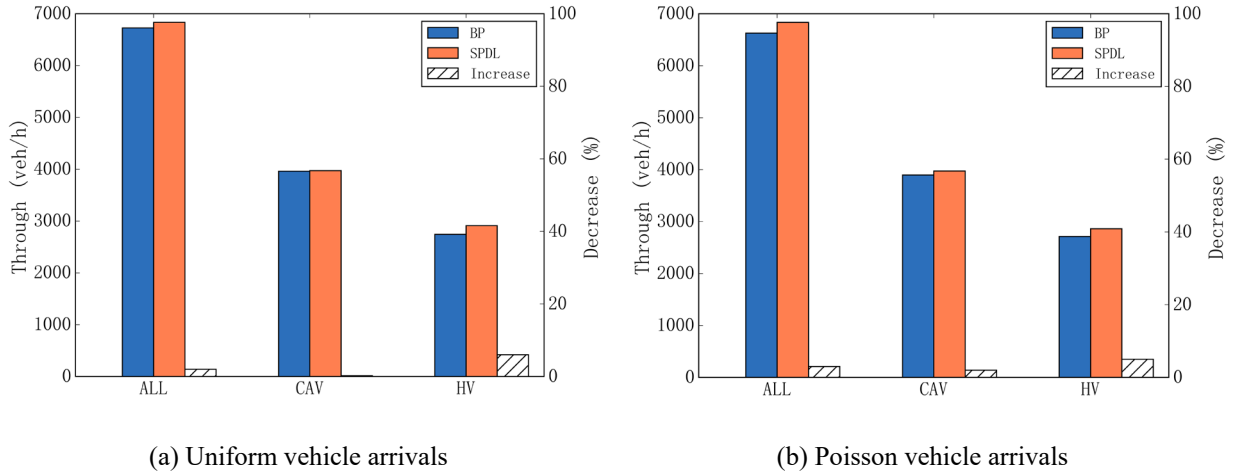 7000
6000
5000
4000
3000
2000
1000
0
Through (veh/h)
BP
SPDL
Increase
100
80
60
40
20
0
Decrease (%)
ALL CAV HV
(a) Uniform vehicle arrivals
7000
6000
5000
4000
3000
2000
1000
0
Through (veh/h)
BP
SPDL
Increase
100
80
60
40
20
0
Decrease (%)
ALL CAV HV
(b) Poisson vehicle arrivals